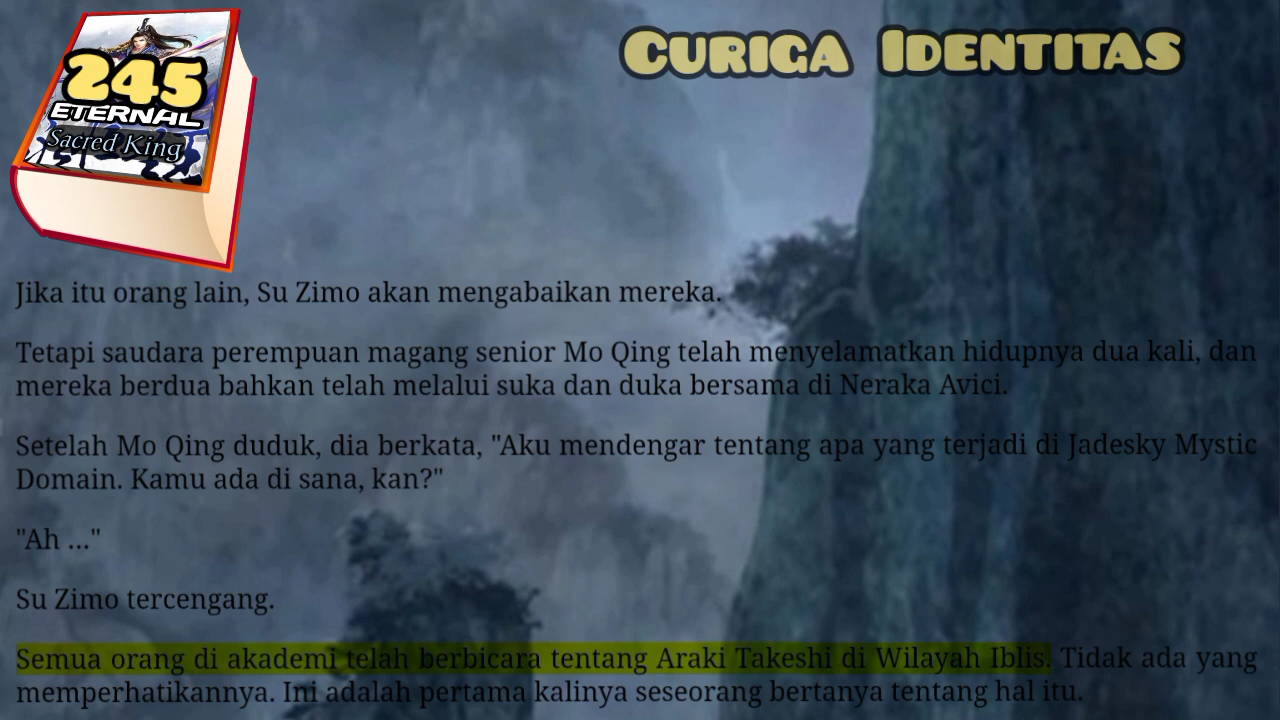 245
ETERNAL
Sacred King
CURIGA IDENTITAS
Jika itu orang lain, Su Zimo akan mengabaikan mereka.
Tetapi saudara perempuan magang senior Mo Qing telah menyelamatkan hidupnya dua kali, dan
mereka berdua bahkan telah melalui suka dan duka bersama di Neraka Avici.
Setelah Mo Qing duduk, dia berkata, "Aku mendengar tentang apa yang terjadi di Jadesky Mystic
Domain. Kamu ada di sana, kan?"
"Ah ..."
Su Zimo tercengang.
Semua orang di akademi telah berbicara tentang Araki Takeshi di Wilayah Iblis. Tidak ada yang
memperhatikannya. Ini adalah pertama kalinya seseorang bertanya tentang hal itu.